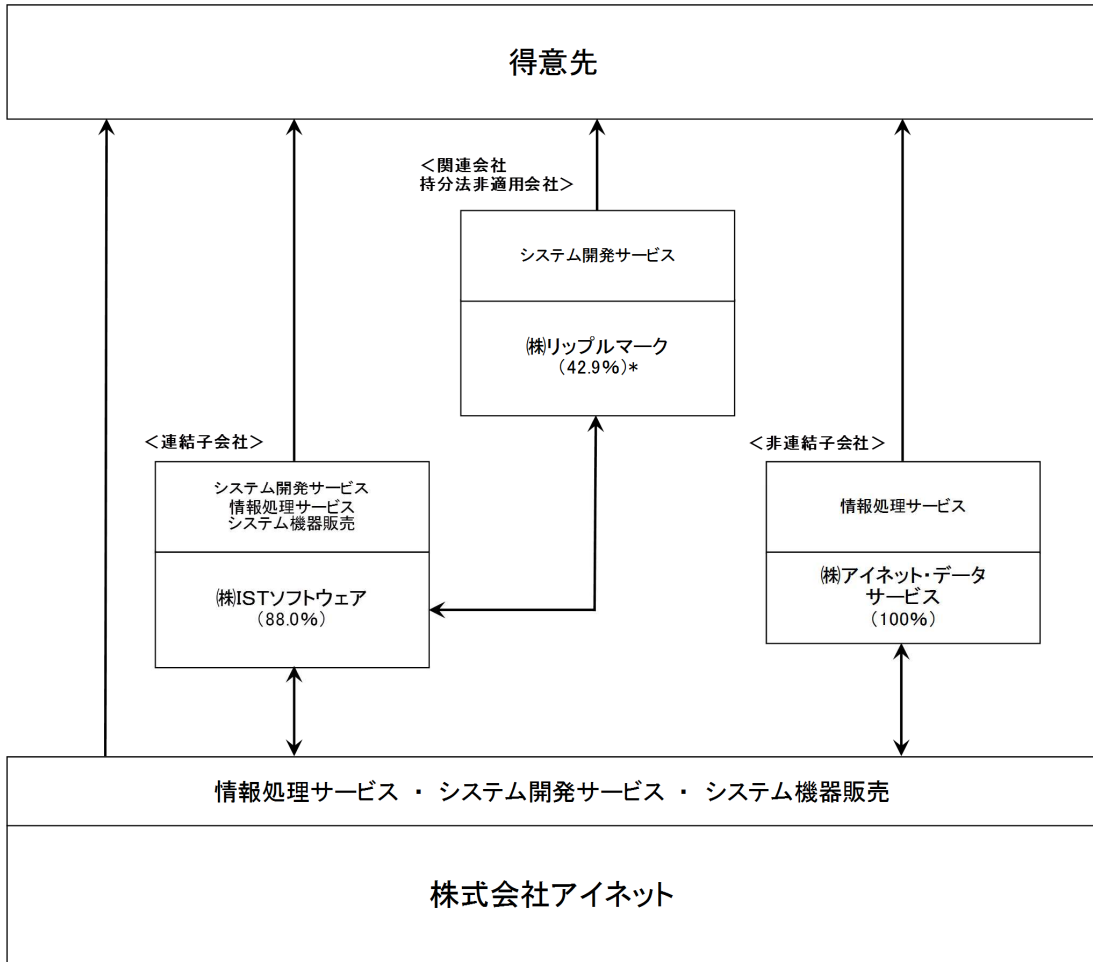 得意先
＜関連会社
持分法非適用会社＞
システム開発サービス
㈱リップルマーク
(42.9%)*
＜連結子会社＞
システム開発サービス
情報処理サービス
システム機器販売
㈱ISTソフトウェア
(88.0%)
＜非連結子会社＞
情報処理サービス
㈱アイネット・データ
サービス
(100%)
情報処理サービス ・ システム開発サービス ・ システム機器販売
株式会社アイネット